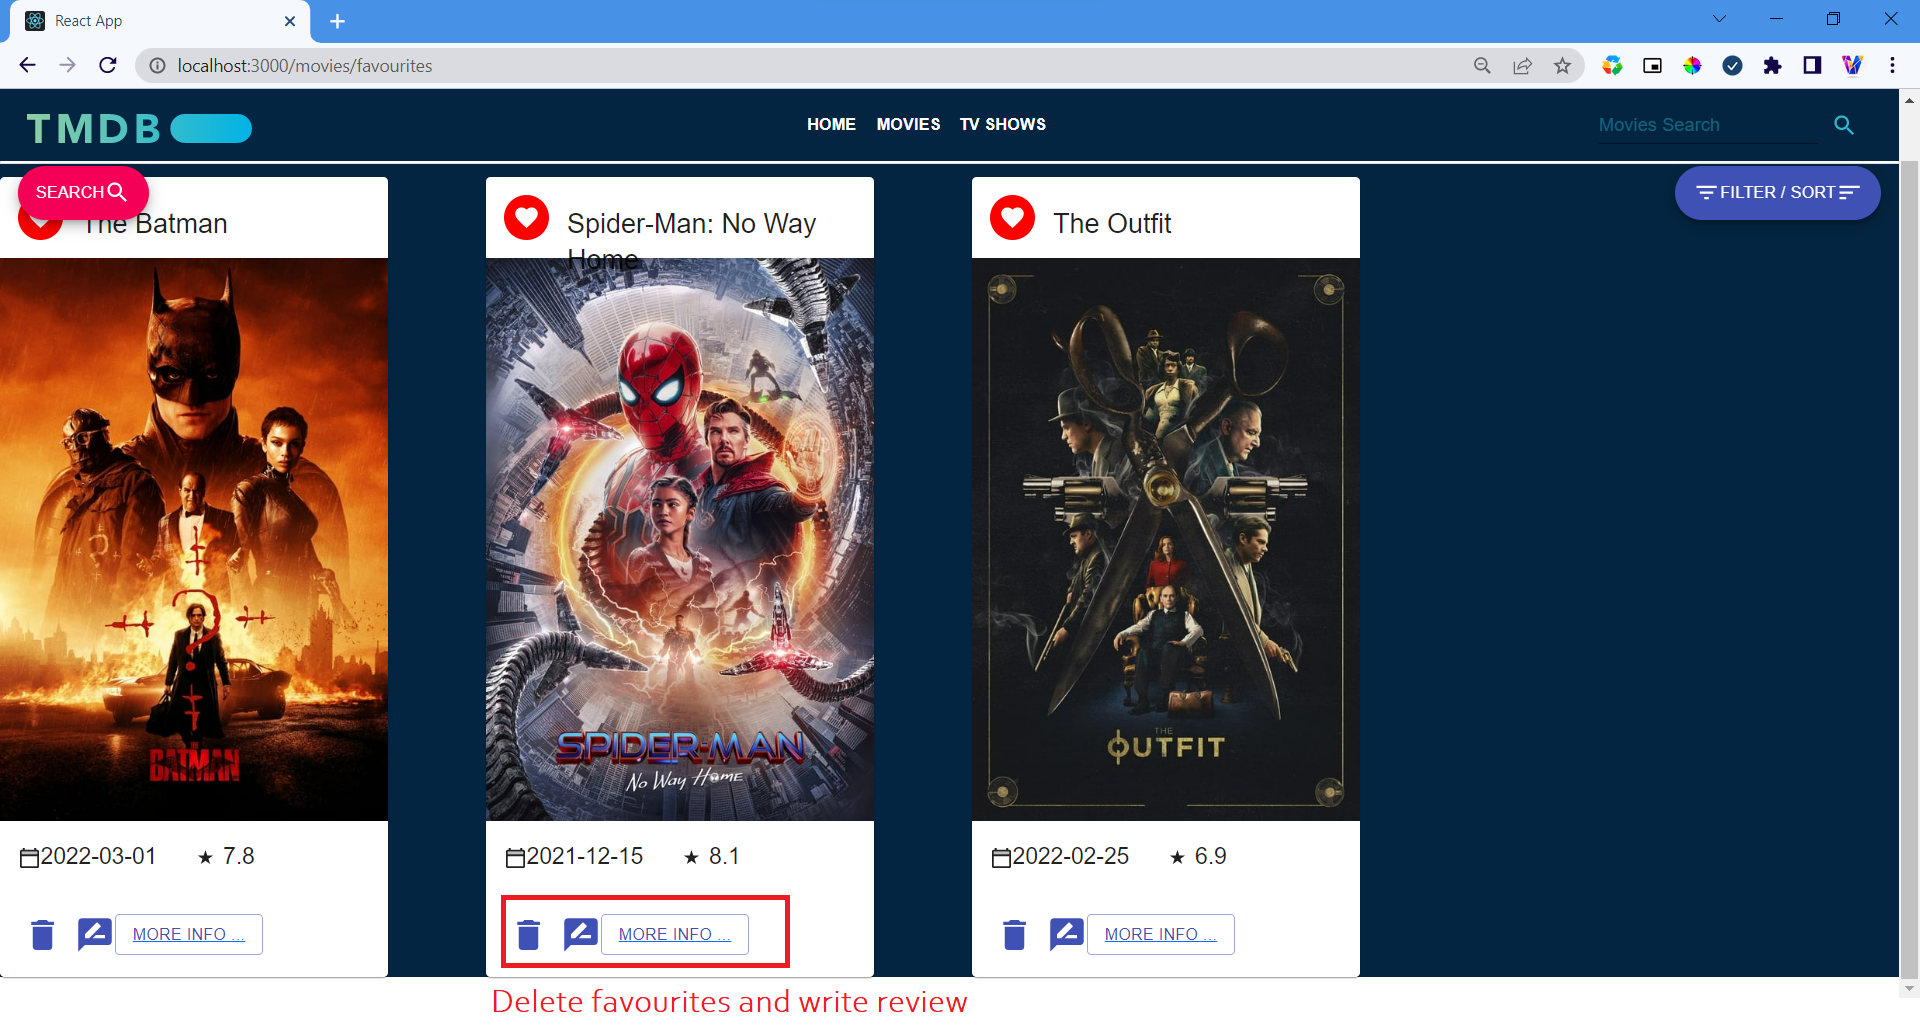 React App
localhost:3000/movies/favourites
TMDB
HOME MOVIES TV SHOWS
Movies Search
SEARCH
FILTER / SORT
The Batman
Spider-Man: No Way
Home
The Outfit
THE
BATMAN
SPIDER-MAN
No Way Home
THE
OUTFIT
2022-03-01 ★ 7.8
2021-12-15 ★ 8.1
2022-02-25 ★ 6.9
MORE INFO ...
MORE INFO ...
MORE INFO ...
Delete favourites and write review